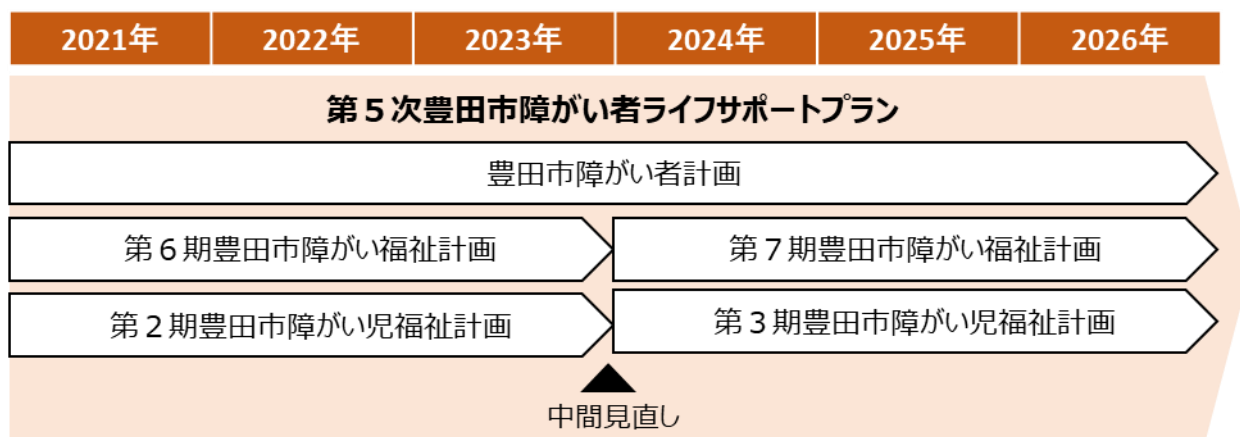 2021年 2022年 2023年 2024年 2025年 2026年
第５次豊田市障がい者ライフサポートプラン
豊田市障がい者計画
第６期豊田市障がい福祉計画 第７期豊田市障がい福祉計画
第２期豊田市障がい児福祉計画 第３期豊田市障がい児福祉計画
中間見直し